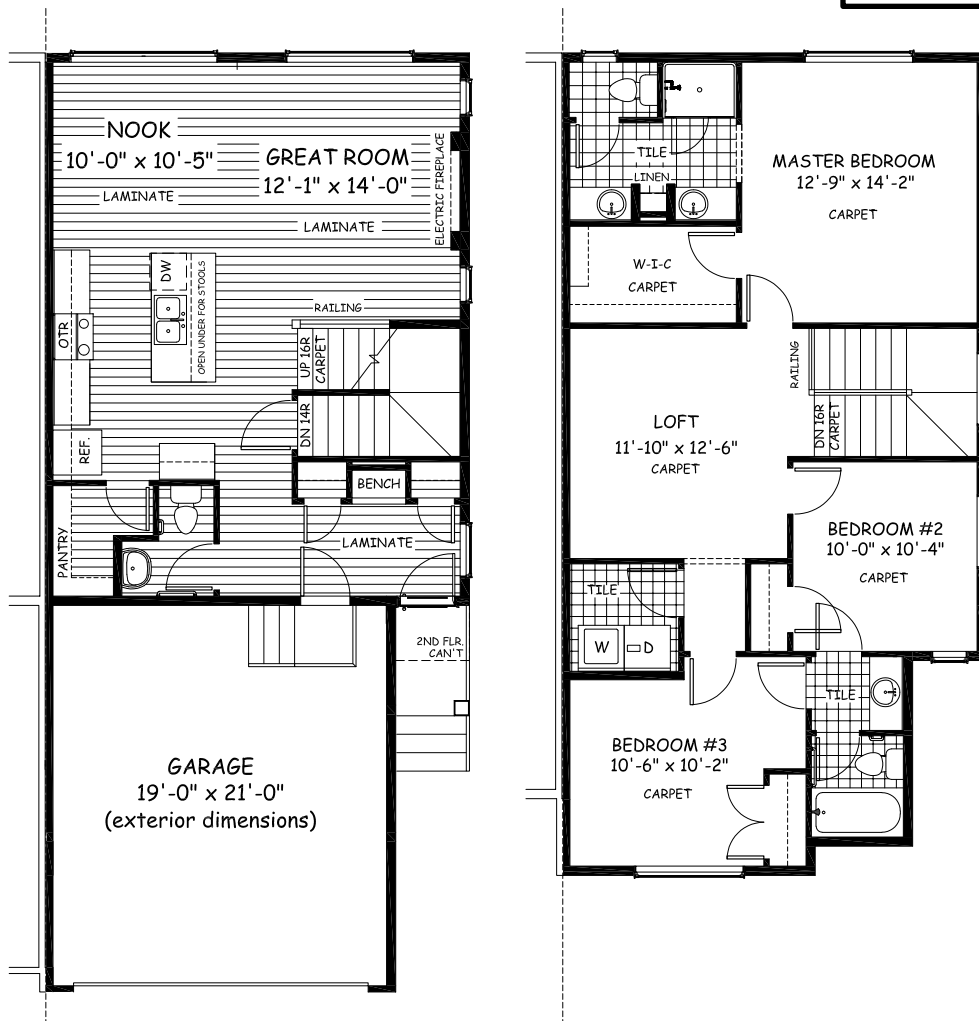 NOOK
10'-0" x 10'-5"
LAMINATE
GREAT ROOM
12'-1" x 14'-0"
LAMINATE
ELECTRIC FIREPLACE
DW
OPEN UNDER FOR STOOLS
OTR
REF.
RAILING
UP 16R
CARPET
DN 14R
BENCH
PANTRY
LAMINATE
2ND FLR.
CAN'T
GARAGE
19'-0" x 21'-0"
(exterior dimensions)
TILE
LINEN
MASTER BEDROOM
12'-9" x 14'-2"
CARPET
W-I-C
CARPET
RAILING
DN 16R
CARPET
LOFT
11'-10" x 12'-6"
CARPET
BEDROOM #2
10'-0" x 10'-4"
CARPET
TILE
W
D
TILE
BEDROOM #3
10'-6" x 10'-2"
CARPET